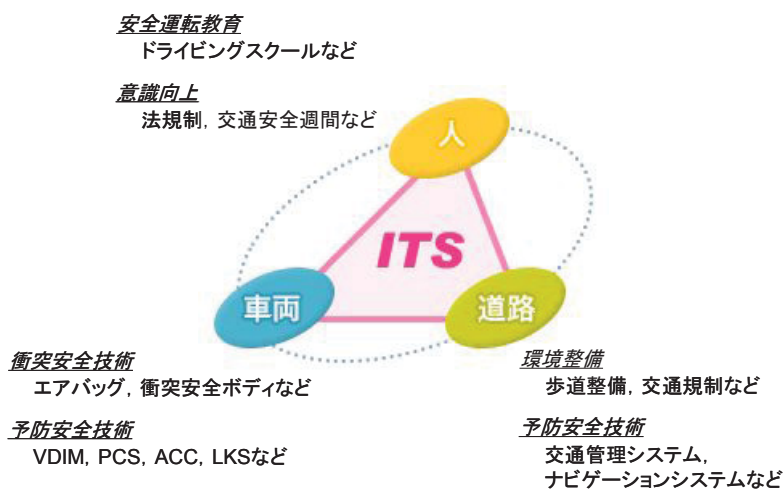 安全運転教育
ドライビングスクールなど
意識向上
法規制, 交通安全週間など
人
ITS
車両
道路
衝突安全技術
エアバッグ, 衝突安全ボディなど
予防安全技術
VDIM, PCS, ACC, LKSなど
環境整備
歩道整備, 交通規制など
予防安全技術
交通管理システム,
ナビゲーションシステムなど